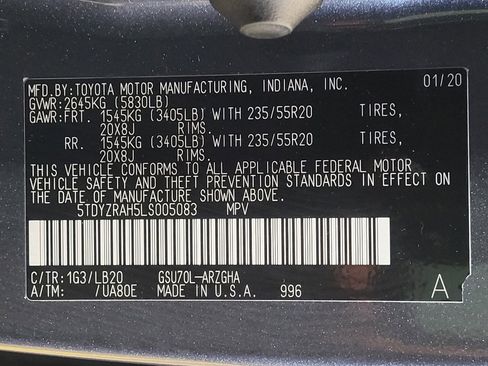 MFD.BY:TOYOTA MOTOR MANUFACTURING, INDIANA, INC. 01/20
GVWR:2645KG (5830LB)
GAWR:FRT. 1545KG (3405LB) WITH 235/55R20 TIRES,
20X8J RIMS.
RR. 1545KG (3405LB) WITH 235/55R20 TIRES,
20X8J RIMS.
THIS VEHICLE CONFORMS TO ALL APPLICABLE FEDERAL MOTOR
VEHICLE SAFETY AND THEFT PREVENTION STANDARDS IN EFFECT ON
THE DATE OF MANUFACTURE SHOWN ABOVE.
5TDYZRAH5LS005083 MPV
C/TR:1G3/LB20 GSU70L-ARZGHA
A/TM: /UA80E MADE IN U.S.A. 996 A